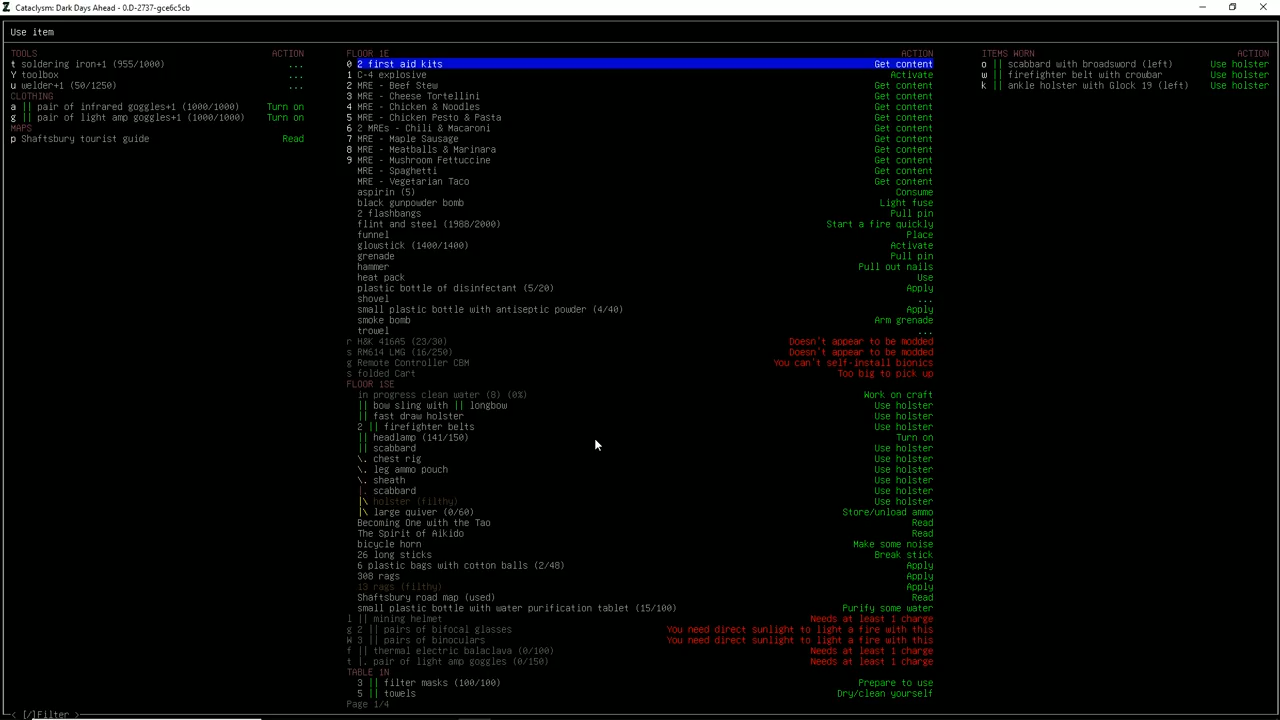 Cataclysm: Dark Days Ahead - 0.D-2737-gce6c5cb
Use item
TOOLS ACTION
t soldering iron+1 (955/1000) ...
Y toolbox ...
u welder+1 (50/1250) ...
CLOTHING
a || pair of infrared goggles+1 (1000/1000) Turn on
g || pair of light amp goggles+1 (1000/1000) Turn on
MAPS
p Shaftsbury tourist guide Read
FLOOR 1E ACTION
0 2 first aid kits Get content
1 C-4 explosive Activate
2 MRE - Beef Stew Get content
3 MRE - Cheese Tortellini Get content
4 MRE - Chicken & Noodles Get content
5 MRE - Chicken Pesto & Pasta Get content
6 2 MREs - Chili & Macaroni Get content
7 MRE - Maple Sausage Get content
8 MRE - Meatballs & Marinara Get content
9 MRE - Mushroom Fettuccine Get content
MRE - Spaghetti Get content
MRE - Vegetarian Taco Get content
aspirin (5) Consume
black gunpowder bomb Light fuse
2 flashbangs Pull pin
flint and steel (1988/2000) Start a fire quickly
funnel Place
glowstick (1400/1400) Activate
grenade Pull pin
hammer Pull out nails
heat pack Use
plastic bottle of disinfectant (5/20) Apply
shovel ...
small plastic bottle with antiseptic powder (4/40) Apply
smoke bomb Arm grenade
trowel ...
r H&K 416A5 (23/30) Doesn't appear to be modded
s RM614 LMG (16/250) Doesn't appear to be modded
g Remote Controller CBM You can't self-install bionics
s folded Cart Too big to pick up
FLOOR 1SE
in progress clean water (8) (0%) Work on craft
|| bow sling with || longbow Use holster
|| fast draw holster Use holster
2 || firefighter belts Use holster
|| headlamp (141/150) Turn on
|| scabbard Use holster
\. chest rig Use holster
\. leg ammo pouch Use holster
\. sheath Use holster
|. scabbard Use holster
|\ holster (filthy) Use holster
|\ large quiver (0/60) Store/unload ammo
Becoming One with the Tao Read
The Spirit of Aikido Read
bicycle horn Make some noise
26 long sticks Break stick
6 plastic bags with cotton balls (2/48) Apply
308 rags Apply
13 rags (filthy) Apply
Shaftsbury road map (used) Read
small plastic bottle with water purification tablet (15/100) Purify some water
l || mining helmet Needs at least 1 charge
g 2 || pairs of bifocal glasses You need direct sunlight to light a fire with this
W 3 || pairs of binoculars You need direct sunlight to light a fire with this
f || thermal electric balaclava (0/100) Needs at least 1 charge
t |. pair of light amp goggles (0/150) Needs at least 1 charge
TABLE 1N
3 || filter masks (100/100) Prepare to use
5 || towels Dry/clean yourself
Page 1/4
ITEMS WORN ACTION
o || scabbard with broadsword (left) Use holster
w || firefighter belt with crowbar Use holster
k || ankle holster with Glock 19 (left) Use holster
< [/]Filter >